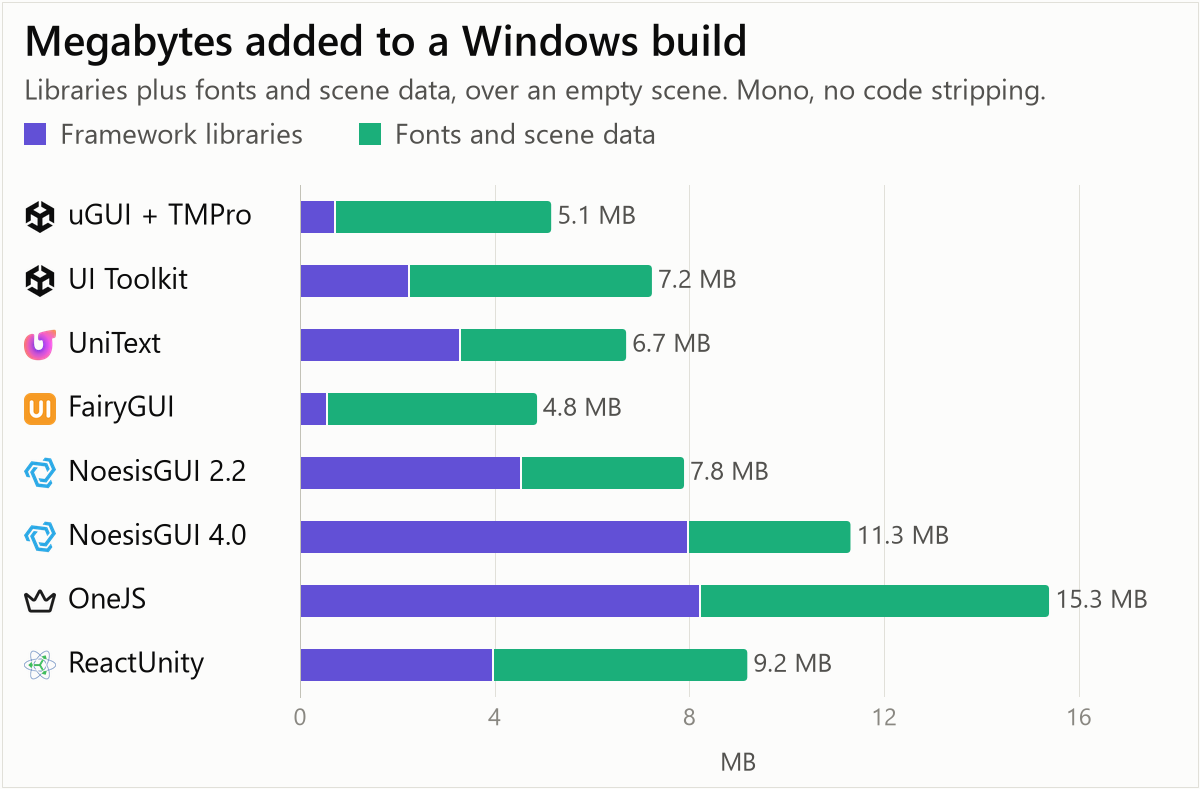 Megabytes added to a Windows build
Libraries plus fonts and scene data, over an empty scene. Mono, no code stripping.
Framework libraries Fonts and scene data
uGUI + TMPro 5.1 MB
UI Toolkit 7.2 MB
UniText 6.7 MB
UI FairyGUI 4.8 MB
NoesisGUI 2.2 7.8 MB
NoesisGUI 4.0 11.3 MB
OneJS 15.3 MB
ReactUnity 9.2 MB
0 4 8 12 16
MB